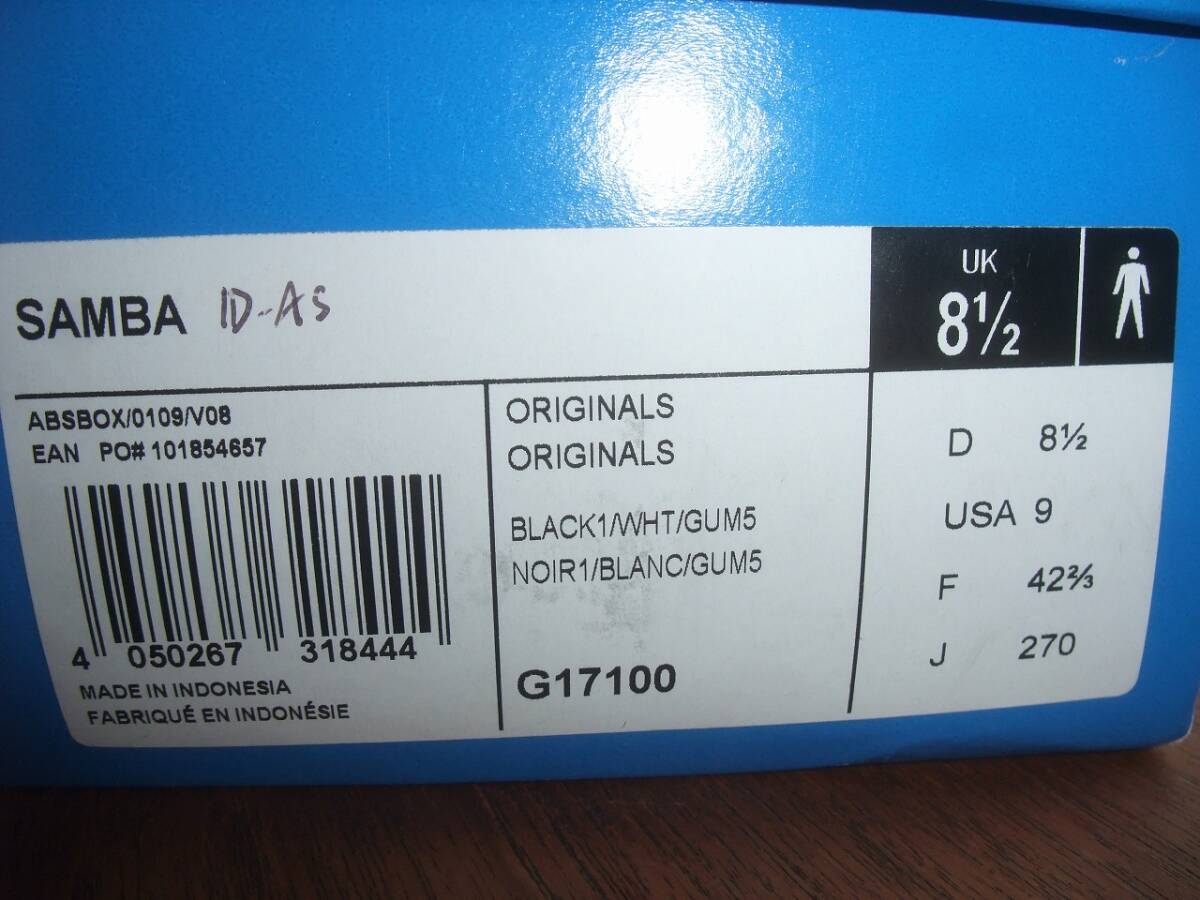 SAMBA ID-AS
UK
8½
ABSBOX/0109/V08
EAN PO# 101854657
4 050267 318444
MADE IN INDONESIA
FABRIQUÉ EN INDONÉSIE
ORIGINALS
ORIGINALS
BLACK1/WHT/GUM5
NOIR1/BLANC/GUM5
G17100
D 8½
USA 9
F 42⅔
J 270